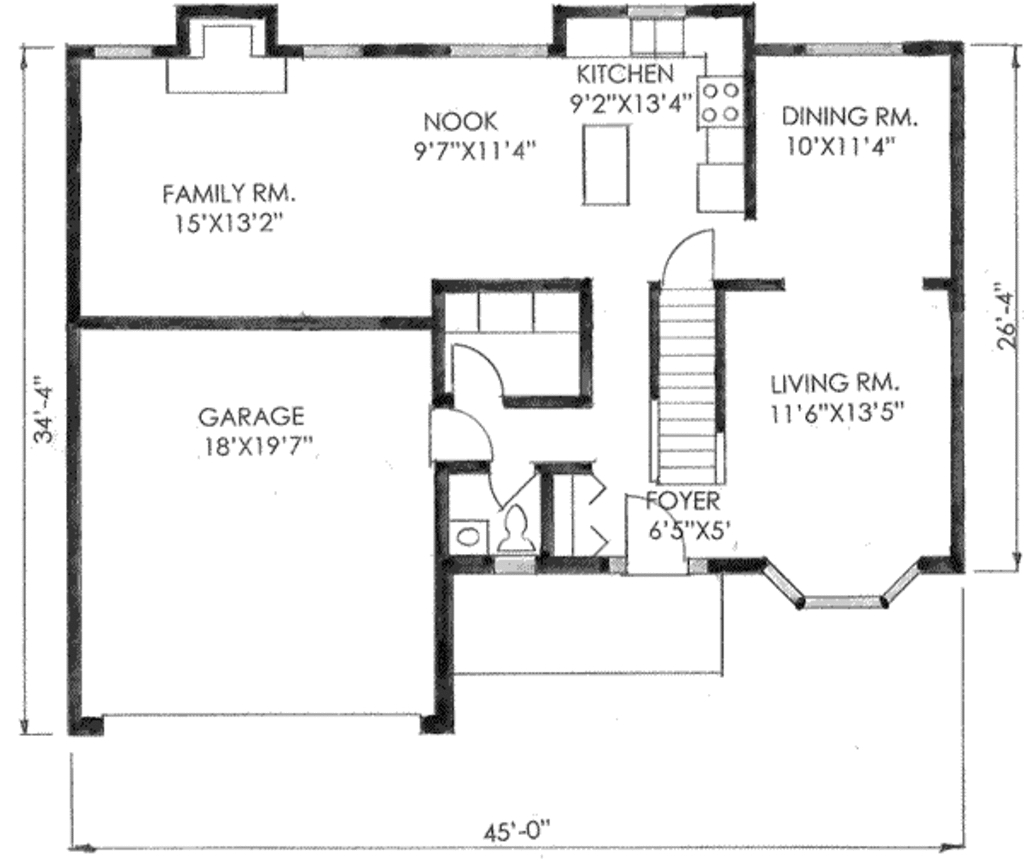 KITCHEN
9'2"X13'4"
NOOK
9'7"X11'4"
DINING RM.
10'X11'4"
FAMILY RM.
15'X13'2"
26'-4"
34'-4"
GARAGE
18'X19'7"
LIVING RM.
11'6"X13'5"
FOYER
6'5"X5'
45'-0"